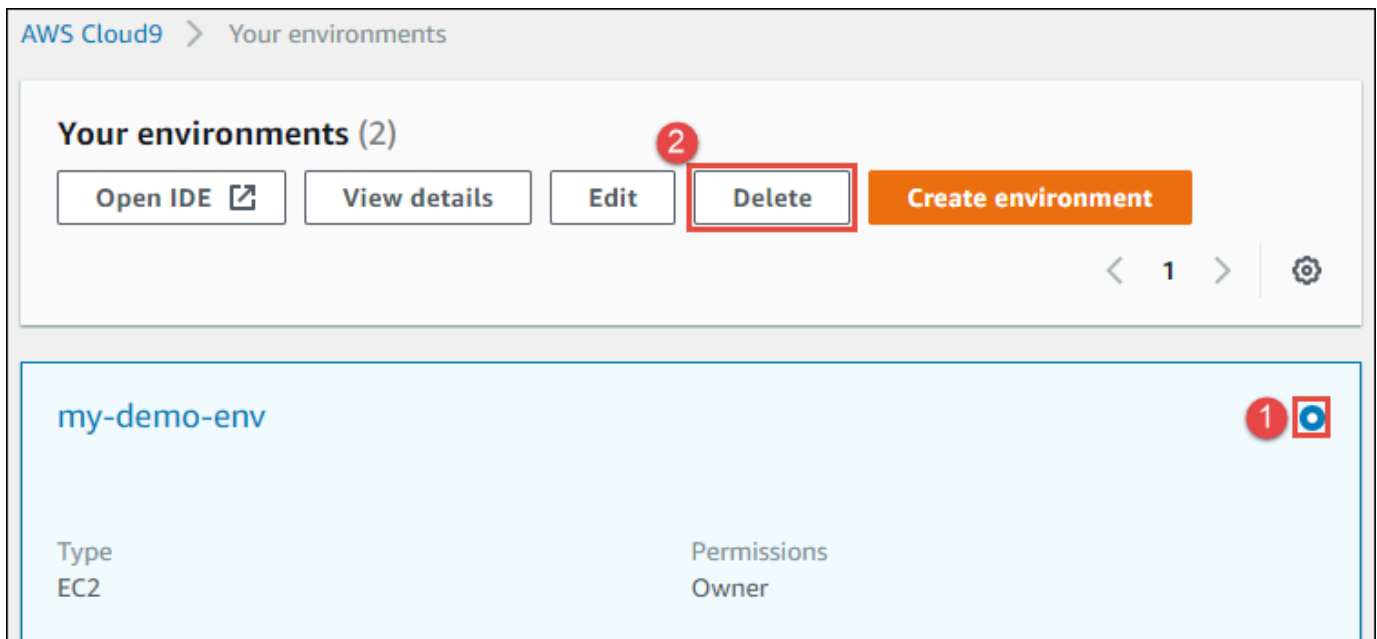 AWS Cloud9 > Your environments
Your environments (2)
2
Open IDE View details Edit Delete Create environment
< 1 >
my-demo-env
1
Type Permissions
EC2 Owner